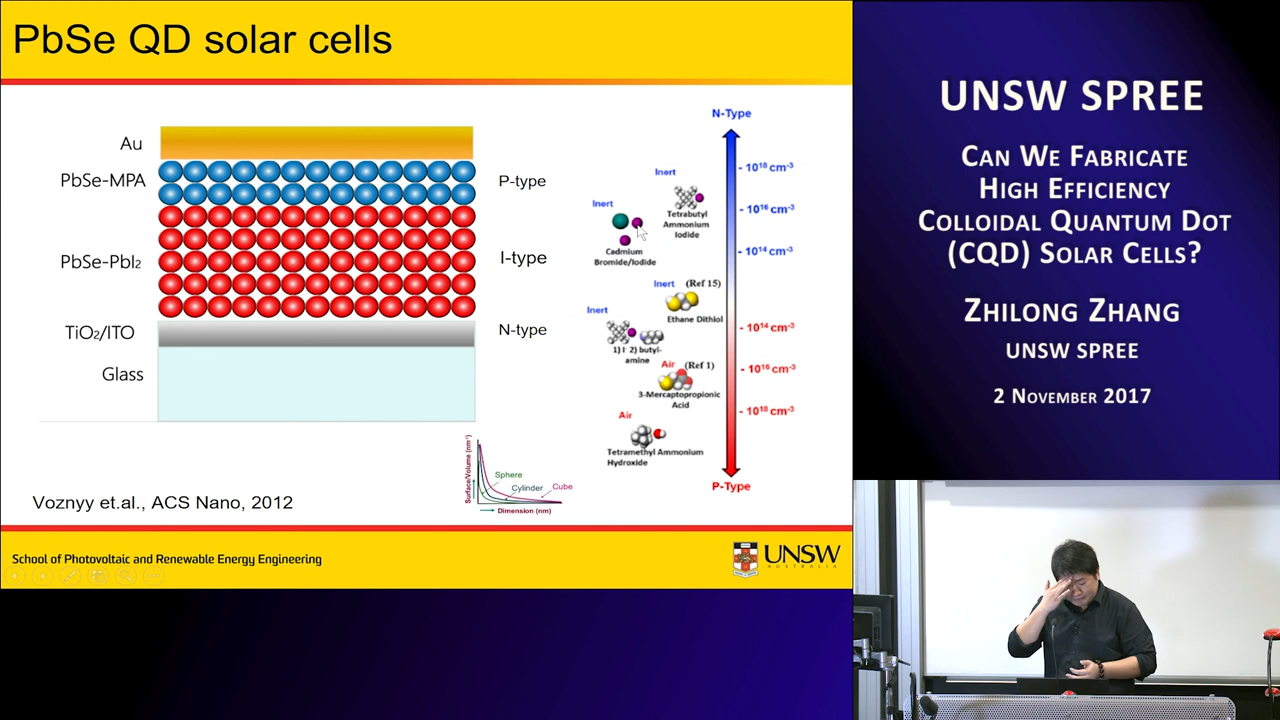 PbSe QD solar cells
Au
PbSe-MPA
PbSe-PbI₂
TiO₂/ITO
Glass
P-type
I-type
N-type
N-Type
- 10¹⁸ cm⁻³
- 10¹⁶ cm⁻³
- 10¹⁴ cm⁻³
- 10¹⁴ cm⁻³
- 10¹⁶ cm⁻³
- 10¹⁸ cm⁻³
P-Type
Inert
Tetrabutyl
Ammonium
Iodide
Inert
Cadmium
Bromide/Iodide
Inert (Ref 15)
Ethane Dithiol
Inert
1) I⁻ 2) butyl-
amine
Air (Ref 1)
3-Mercaptopropionic
Acid
Air
Tetramethyl Ammonium
Hydroxide
Surface/Volume (nm⁻¹)
Sphere
Cylinder
Cube
Dimension (nm)
Voznyy et.al., ACS Nano, 2012
School of Photovoltaic and Renewable Energy Engineering
UNSW
AUSTRALIA
UNSW SPREE
Can We Fabricate
High Efficiency
Colloidal Quantum Dot
(CQD) Solar Cells?
Zhilong Zhang
UNSW SPREE
2 November 2017